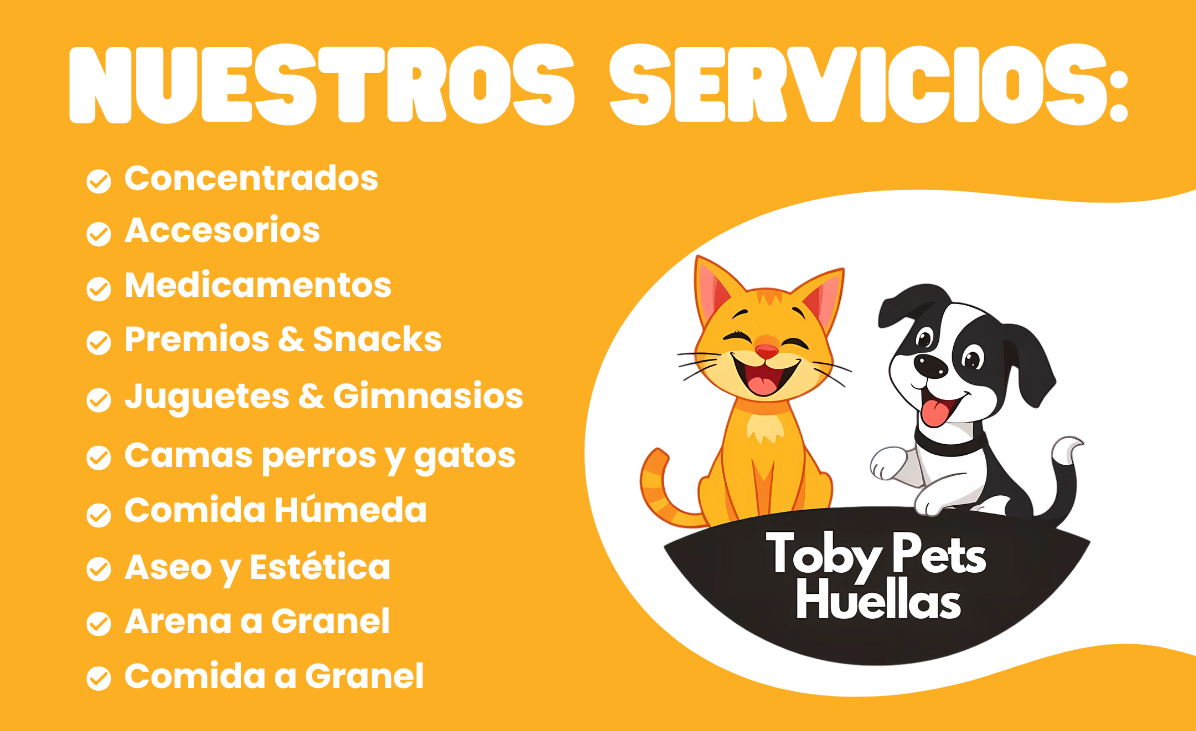 NUESTROS SERVICIOS:
Concentrados
Accesorios
Medicamentos
Premios & Snacks
Juguetes & Gimnasios
Camas perros y gatos
Comida Húmeda
Aseo y Estética
Arena a Granel
Comida a Granel
Toby Pets
Huellas